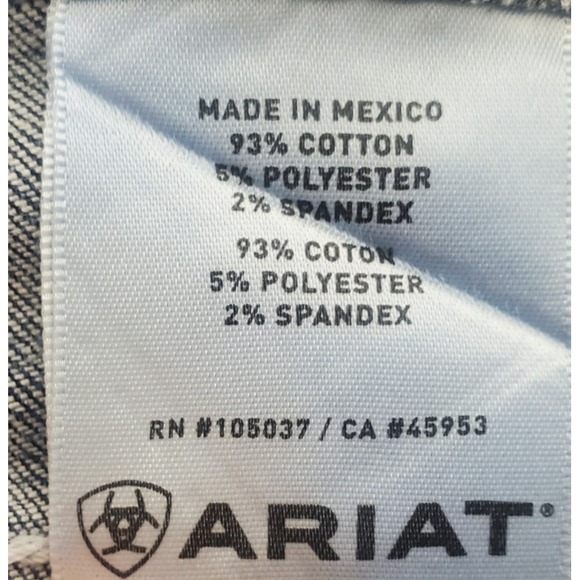 MADE IN MEXICO
93% COTTON
5% POLYESTER
2% SPANDEX
93% COTON
5% POLYESTER
2% SPANDEX
RN #105037 / CA #45953
ARIAT®